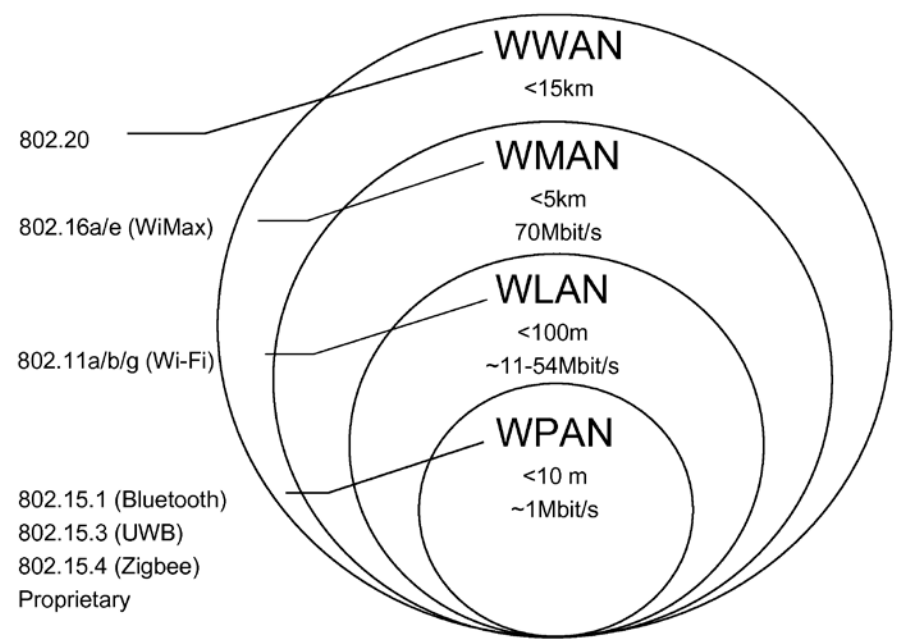 WWAN
<15km
802.20
WMAN
<5km
70Mbit/s
802.16a/e (WiMax)
WLAN
<100m
~11-54Mbit/s
802.11a/b/g (Wi-Fi)
WPAN
<10 m
~1Mbit/s
802.15.1 (Bluetooth)
802.15.3 (UWB)
802.15.4 (Zigbee)
Proprietary